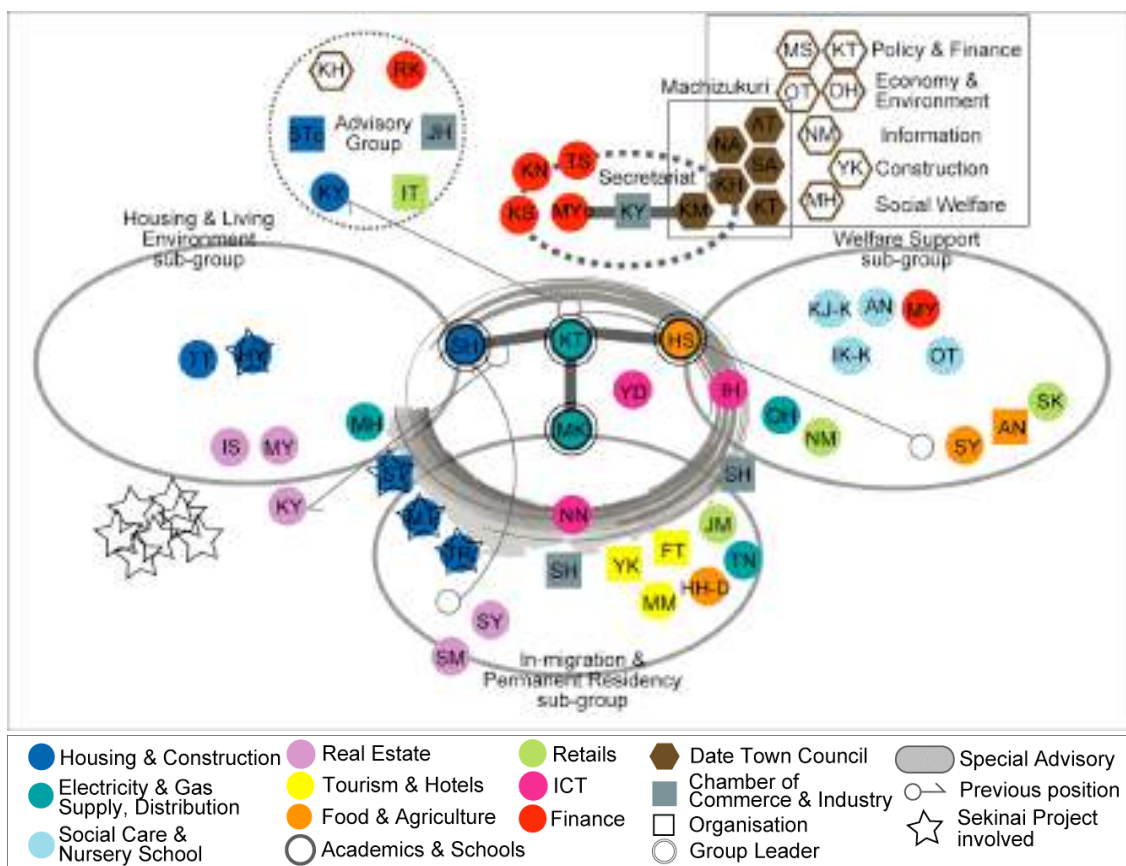 KH
RK
STc
Advisory
Group
JH
KY
IT
MS
KT
Policy & Finance
OT
OH
Economy &
Environment
Machizukuri
NM
Information
YK
Construction
MH
Social Welfare
AT
NA
SA
KH
KT
KM
Secretariat
KN
TS
KS
MY
KY
Housing & Living
Environment
sub-group
Welfare Support
sub-group
TT
HY
MH
IS
MY
KY
SH
KT
HS
MK
YD
IH
NN
KJ-K
AN
MY
IK-K
OT
OH
NM
SK
AN
SY
SH
SH
YK
FT
JM
TN
MM
HH-D
SY
SM
In-migration &
Permanent Residency
sub-group
Housing & Construction
Electricity & Gas
Supply, Distribution
Social Care &
Nursery School
Real Estate
Tourism & Hotels
Food & Agriculture
Academics & Schools
Retails
ICT
Finance
Date Town Council
Chamber of
Commerce & Industry
Organisation
Group Leader
Special Advisory
Previous position
Sekinai Project
involved